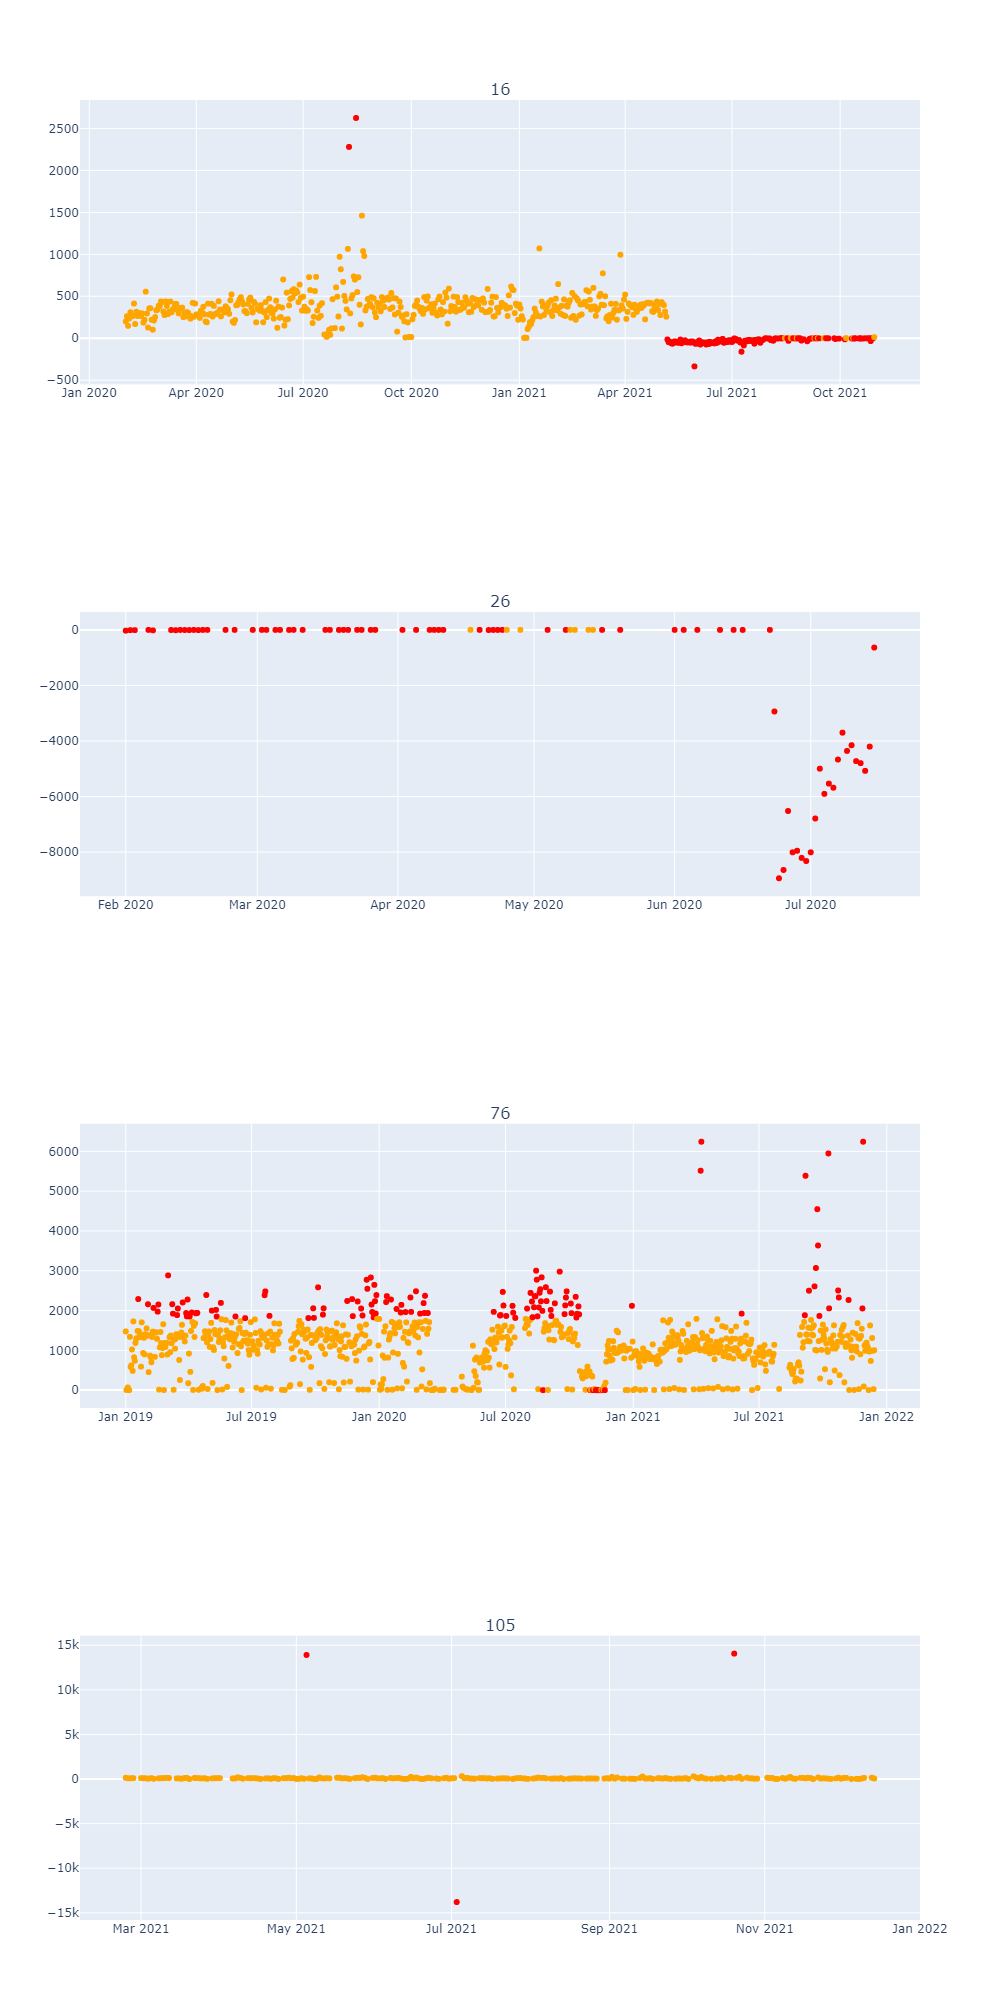 16
2500
2000
1500
1000
500
0
−500
Jan 2020 Apr 2020 Jul 2020 Oct 2020 Jan 2021 Apr 2021 Jul 2021 Oct 2021
26
0
−2000
−4000
−6000
−8000
Feb 2020 Mar 2020 Apr 2020 May 2020 Jun 2020 Jul 2020
76
6000
5000
4000
3000
2000
1000
0
Jan 2019 Jul 2019 Jan 2020 Jul 2020 Jan 2021 Jul 2021 Jan 2022
105
15k
10k
5k
0
−5k
−10k
−15k
Mar 2021 May 2021 Jul 2021 Sep 2021 Nov 2021 Jan 2022